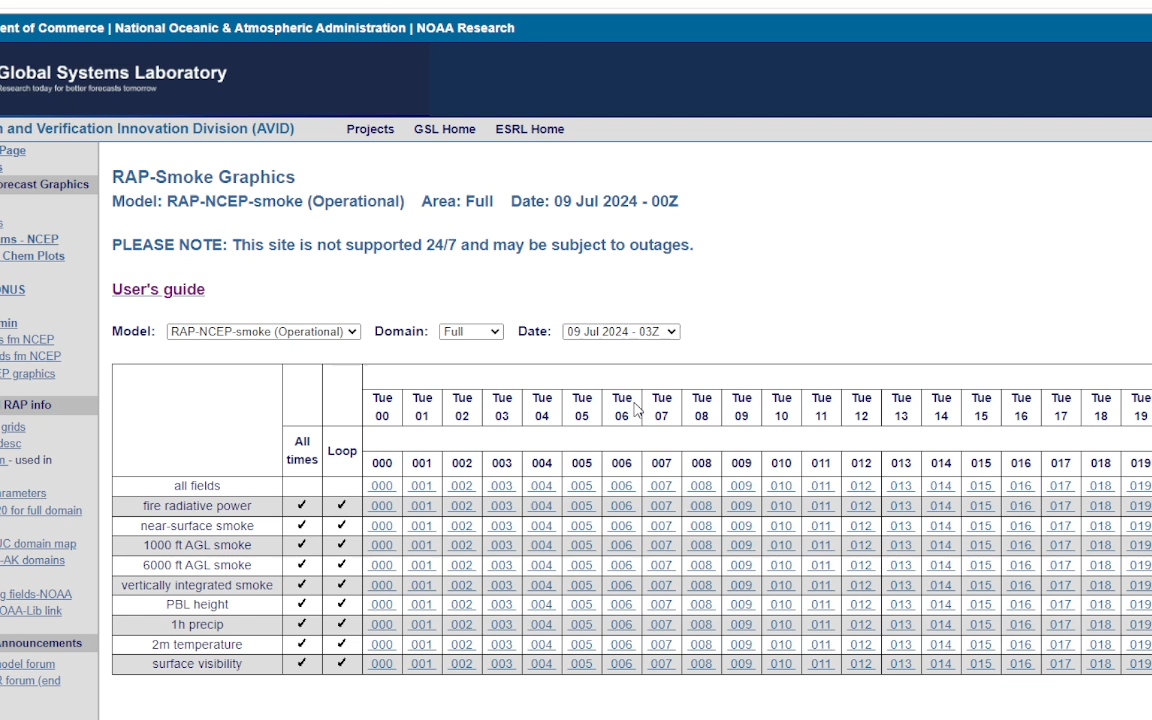 ent of Commerce | National Oceanic & Atmospheric Administration | NOAA Research
Global Systems Laboratory
Research today for better forecasts tomorrow
and Verification Innovation Division (AVID) Projects GSL Home ESRL Home
Page
s
orecast Graphics
s
ms - NCEP
Chem Plots
ONUS
min
s fm NCEP
ds fm NCEP
EP graphics
RAP info
grids
desc
m - used in
arameters
20 for full domain
UC domain map
-AK domains
g fields-NOAA
OAA-Lib link
Announcements
model forum
R forum (end
RAP-Smoke Graphics
Model: RAP-NCEP-smoke (Operational) Area: Full Date: 09 Jul 2024 - 00Z
PLEASE NOTE: This site is not supported 24/7 and may be subject to outages.
User's guide
Model: RAP-NCEP-smoke (Operational) Domain: Full Date: 09 Jul 2024 - 03Z
Tue Tue Tue Tue Tue Tue Tue Tue Tue Tue Tue Tue Tue Tue Tue Tue Tue Tue Tue Tue
00 01 02 03 04 05 06 07 08 09 10 11 12 13 14 15 16 17 18 19
All times Loop
000 001 002 003 004 005 006 007 008 009 010 011 012 013 014 015 016 017 018 019
all fields 000 001 002 003 004 005 006 007 008 009 010 011 012 013 014 015 016 017 018 019
fire radiative power ✓ ✓ 000 001 002 003 004 005 006 007 008 009 010 011 012 013 014 015 016 017 018 019
near-surface smoke ✓ ✓ 000 001 002 003 004 005 006 007 008 009 010 011 012 013 014 015 016 017 018 019
1000 ft AGL smoke ✓ ✓ 000 001 002 003 004 005 006 007 008 009 010 011 012 013 014 015 016 017 018 019
6000 ft AGL smoke ✓ ✓ 000 001 002 003 004 005 006 007 008 009 010 011 012 013 014 015 016 017 018 019
vertically integrated smoke ✓ ✓ 000 001 002 003 004 005 006 007 008 009 010 011 012 013 014 015 016 017 018 019
PBL height ✓ ✓ 000 001 002 003 004 005 006 007 008 009 010 011 012 013 014 015 016 017 018 019
1h precip ✓ ✓ 000 001 002 003 004 005 006 007 008 009 010 011 012 013 014 015 016 017 018 019
2m temperature ✓ ✓ 000 001 002 003 004 005 006 007 008 009 010 011 012 013 014 015 016 017 018 019
surface visibility ✓ ✓ 000 001 002 003 004 005 006 007 008 009 010 011 012 013 014 015 016 017 018 019